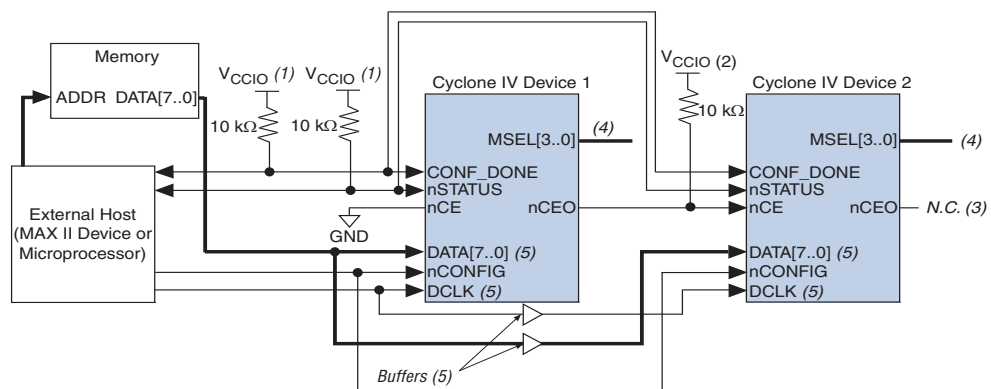 Memory
ADDR DATA[7..0]
External Host
(MAX II Device or
Microprocessor)
VCCIO (1)
10 kΩ
VCCIO (1)
10 kΩ
GND
Cyclone IV Device 1
MSEL[3..0]
(4)
CONF_DONE
nSTATUS
nCE
nCEO
DATA[7..0] (5)
nCONFIG
DCLK (5)
VCCIO (2)
10 kΩ
Cyclone IV Device 2
MSEL[3..0]
(4)
CONF_DONE
nSTATUS
nCE
nCEO
N.C. (3)
DATA[7..0] (5)
nCONFIG
DCLK (5)
Buffers (5)